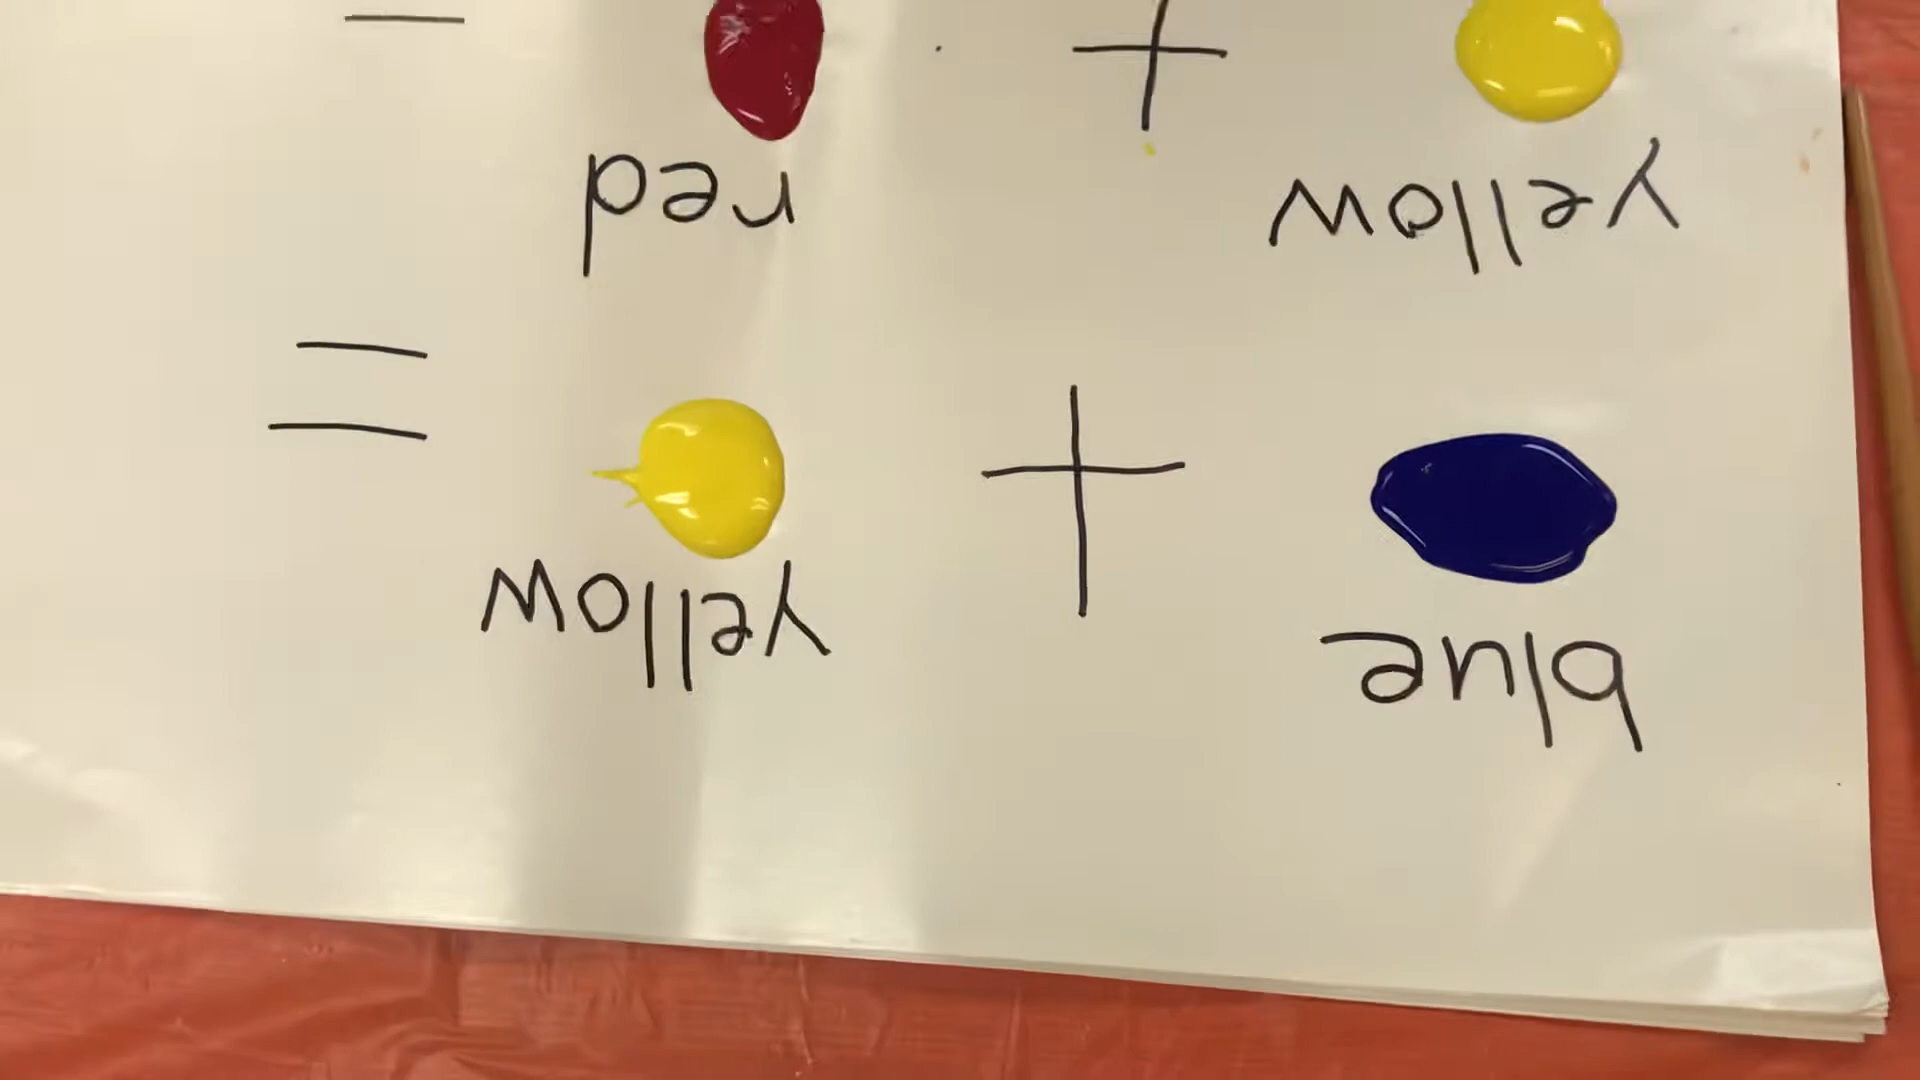 blue + yellow =
yellow + red =